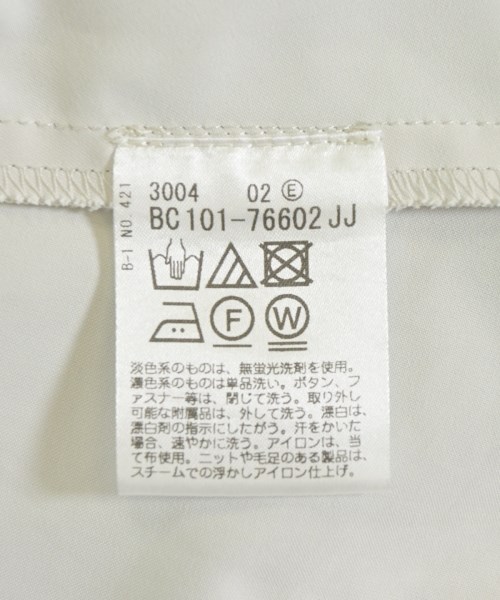 B-1 NO. 421
3004 02 Ⓔ
BC101-76602 JJ
F W
淡色系のものは、無蛍光洗剤を使用。
濃色系のものは単品洗い。ボタン、フ
ァスナー等は、閉じて洗う。取り外し
可能な附属品は、外して洗う。漂白は、
漂白剤の指示にしたがう。汗をかいた
場合、速やかに洗う。アイロンは、当
て布使用。ニットや毛足のある製品は、
スチームでの浮かしアイロン仕上げ。